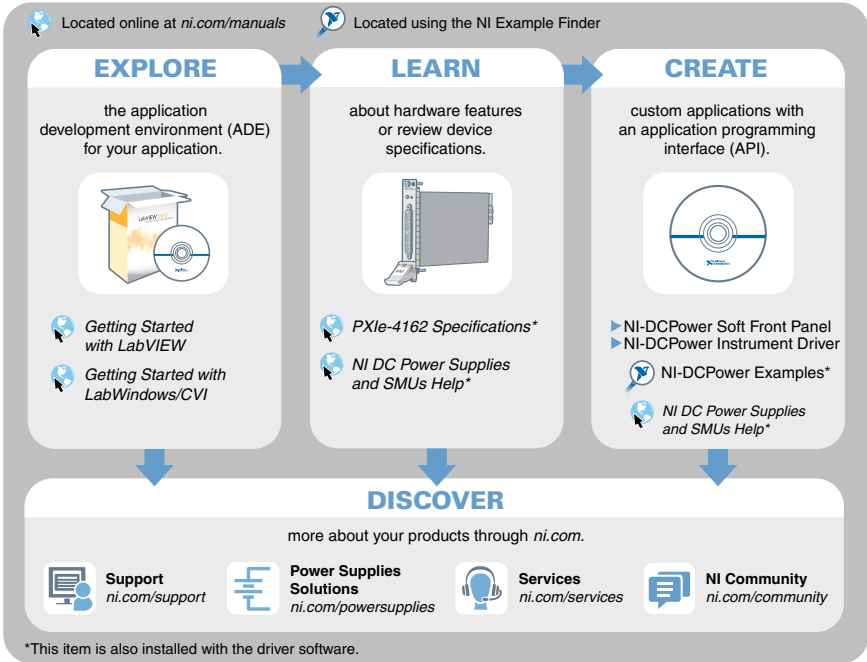 Located online at ni.com/manuals
Located using the NI Example Finder
EXPLORE
the application
development environment (ADE)
for your application.
LabVIEW
Getting Started
with LabVIEW
Getting Started with
LabWindows/CVI
LEARN
about hardware features
or review device
specifications.
PXIe-4162 Specifications*
NI DC Power Supplies
and SMUs Help*
CREATE
custom applications with
an application programming
interface (API).
NI-DCPower Soft Front Panel
NI-DCPower Instrument Driver
NI-DCPower Examples*
NI DC Power Supplies
and SMUs Help*
DISCOVER
more about your products through ni.com.
Support
ni.com/support
Power Supplies
Solutions
ni.com/powersupplies
Services
ni.com/services
NI Community
ni.com/community
*This item is also installed with the driver software.